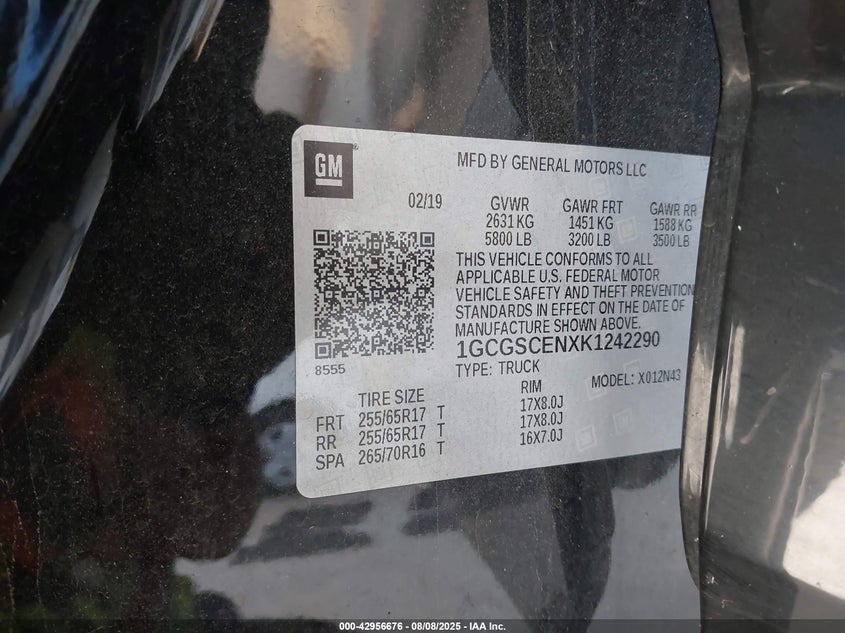 GM
MFD BY GENERAL MOTORS LLC
02/19 GVWR GAWR FRT GAWR RR
2631 KG 1451 KG 1588 KG
5800 LB 3200 LB 3500 LB
THIS VEHICLE CONFORMS TO ALL
APPLICABLE U.S. FEDERAL MOTOR
VEHICLE SAFETY AND THEFT PREVENTION
STANDARDS IN EFFECT ON THE DATE OF
MANUFACTURE SHOWN ABOVE.
1GCGSCENXK1242290
8555 TYPE: TRUCK MODEL: X012N43
TIRE SIZE RIM
FRT 255/65R17 T 17X8.0J
RR 255/65R17 T 17X8.0J
SPA 265/70R16 T 16X7.0J
000-42956676 - 08/08/2025 - IAA Inc.